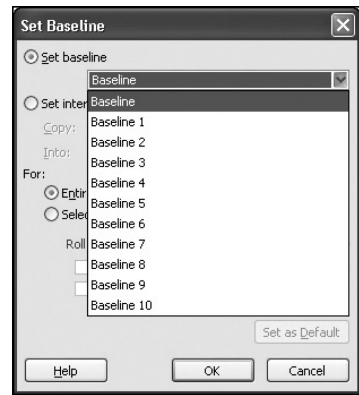 Set Baseline
Set baseline
Baseline
Set inter
Baseline
Copy:
Baseline 1
Baseline 2
Into:
Baseline 3
For:
Baseline 4
Entir
Baseline 5
Selec
Baseline 6
Roll
Baseline 7
Baseline 8
Baseline 9
Baseline 10
Set as Default
Help
OK
Cancel